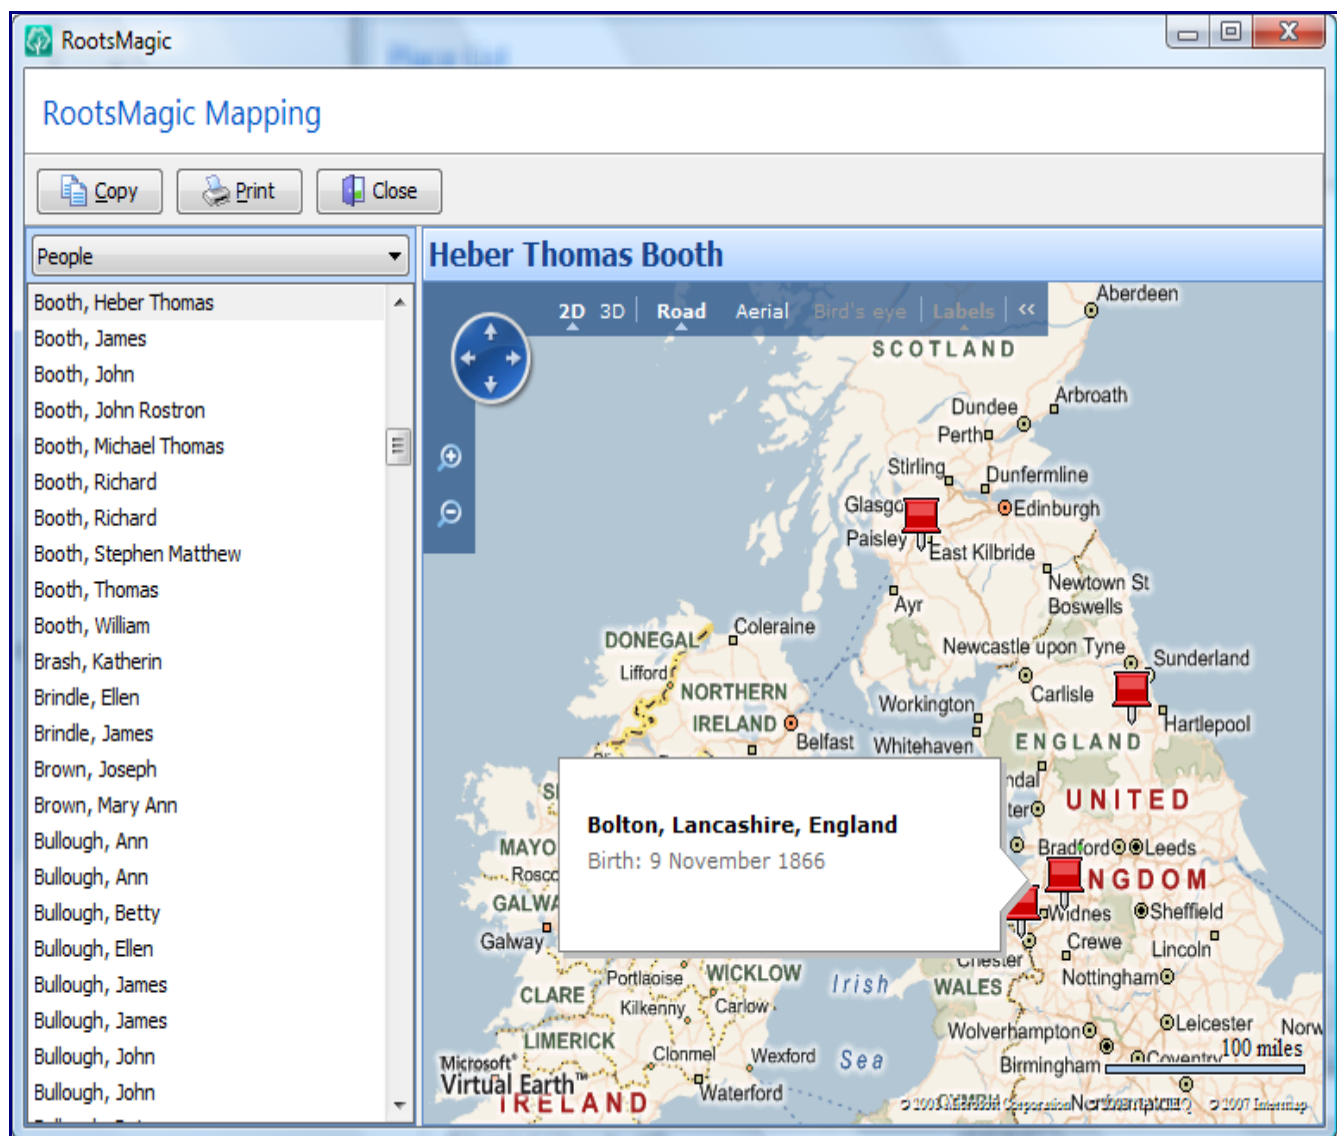 RootsMagic
RootsMagic Mapping
Copy
Print
Close
People
Heber Thomas Booth
Booth, Heber Thomas
Booth, James
Booth, John
Booth, John Rostron
Booth, Michael Thomas
Booth, Richard
Booth, Richard
Booth, Stephen Matthew
Booth, Thomas
Booth, William
Brash, Katherin
Brindle, Ellen
Brindle, James
Brown, Joseph
Brown, Mary Ann
Bullough, Ann
Bullough, Ann
Bullough, Betty
Bullough, Ellen
Bullough, James
Bullough, James
Bullough, John
Bullough, John
2D 3D Road Aerial Bird's eye Labels <<
Aberdeen
SCOTLAND
Arbroath
Dundee
Perth
Stirling
Dunfermline
Edinburgh
Paisley
East Kilbride
Newtown St
Boswells
Ayr
Coleraine
DONEGAL
Newcastle upon Tyne
Sunderland
Lifford
NORTHERN
IRELAND
Carlisle
Workington
Hartlepool
Belfast
Whitehaven
ENGLAND
UNITED
Bolton, Lancashire, England
Birth: 9 November 1866
MAYO
Bradford
Leeds
NGDOM
Widnes
Sheffield
Galway
Crewe
Lincoln
Chester
Portlaoise
WICKLOW
Irish
WALES
Nottingham
CLARE
Kilkenny
Carlow
LIMERICK
Wolverhampton
Leicester
Clonmel
Wexford
Sea
Birmingham
Coventry
100 miles
Microsoft®
Virtual Earth™
IRELAND
Waterford